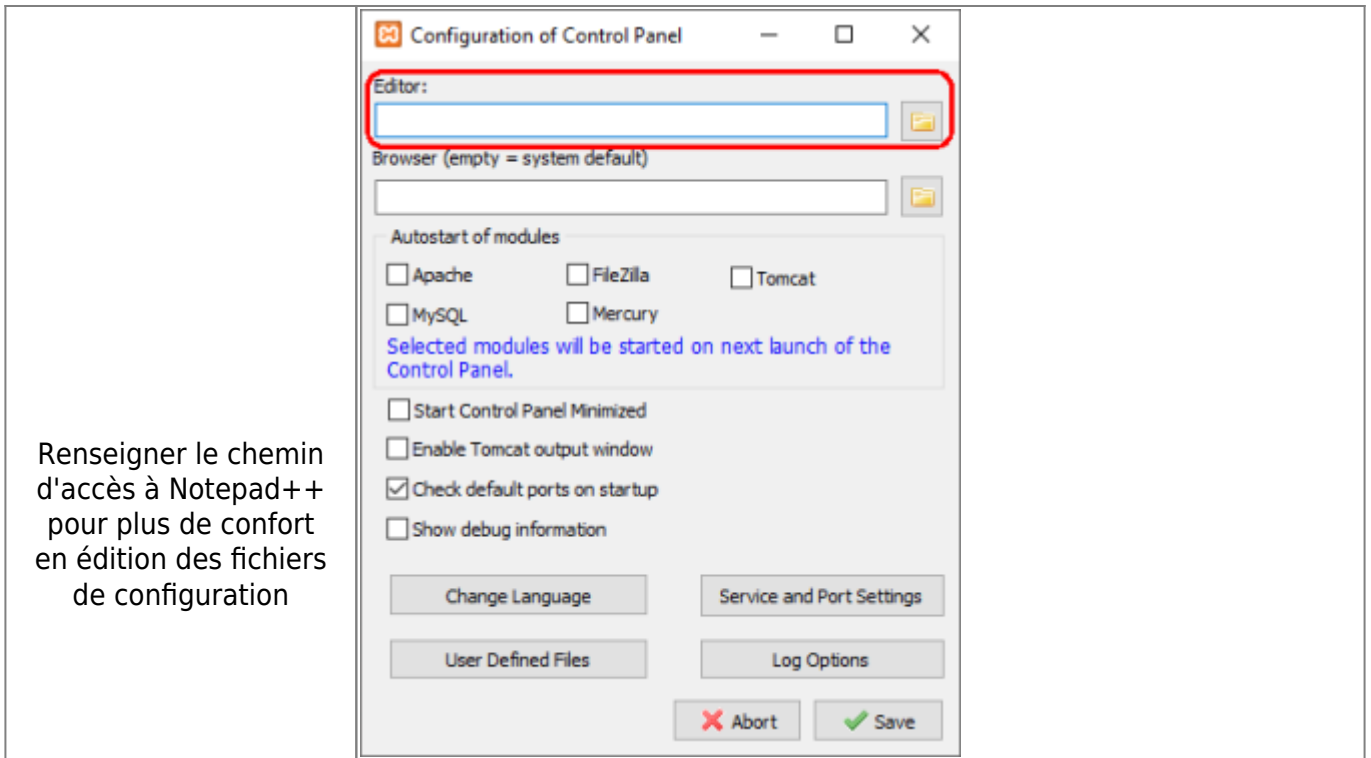 Configuration of Control Panel
Editor:
Browser (empty = system default)
Autostart of modules
Apache FileZilla Tomcat
MySQL Mercury
Selected modules will be started on next launch of the
Control Panel.
Start Control Panel Minimized
Enable Tomcat output window
Check default ports on startup
Show debug information
Change Language Service and Port Settings
User Defined Files Log Options
Abort Save
Renseigner le chemin
d'accès à Notepad++
pour plus de confort
en édition des fichiers
de configuration